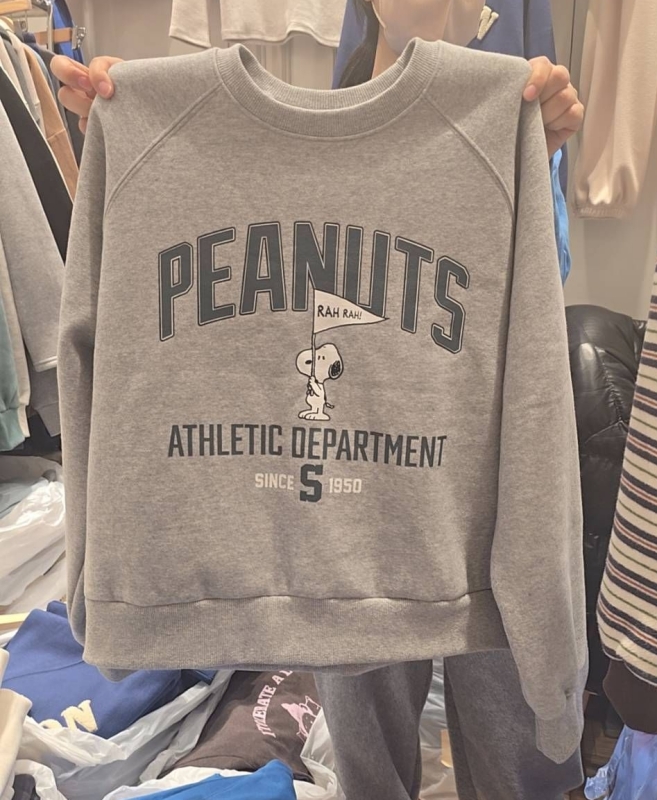 PEANUTS
RAH RAH!
ATHLETIC DEPARTMENT
SINCE S 1950